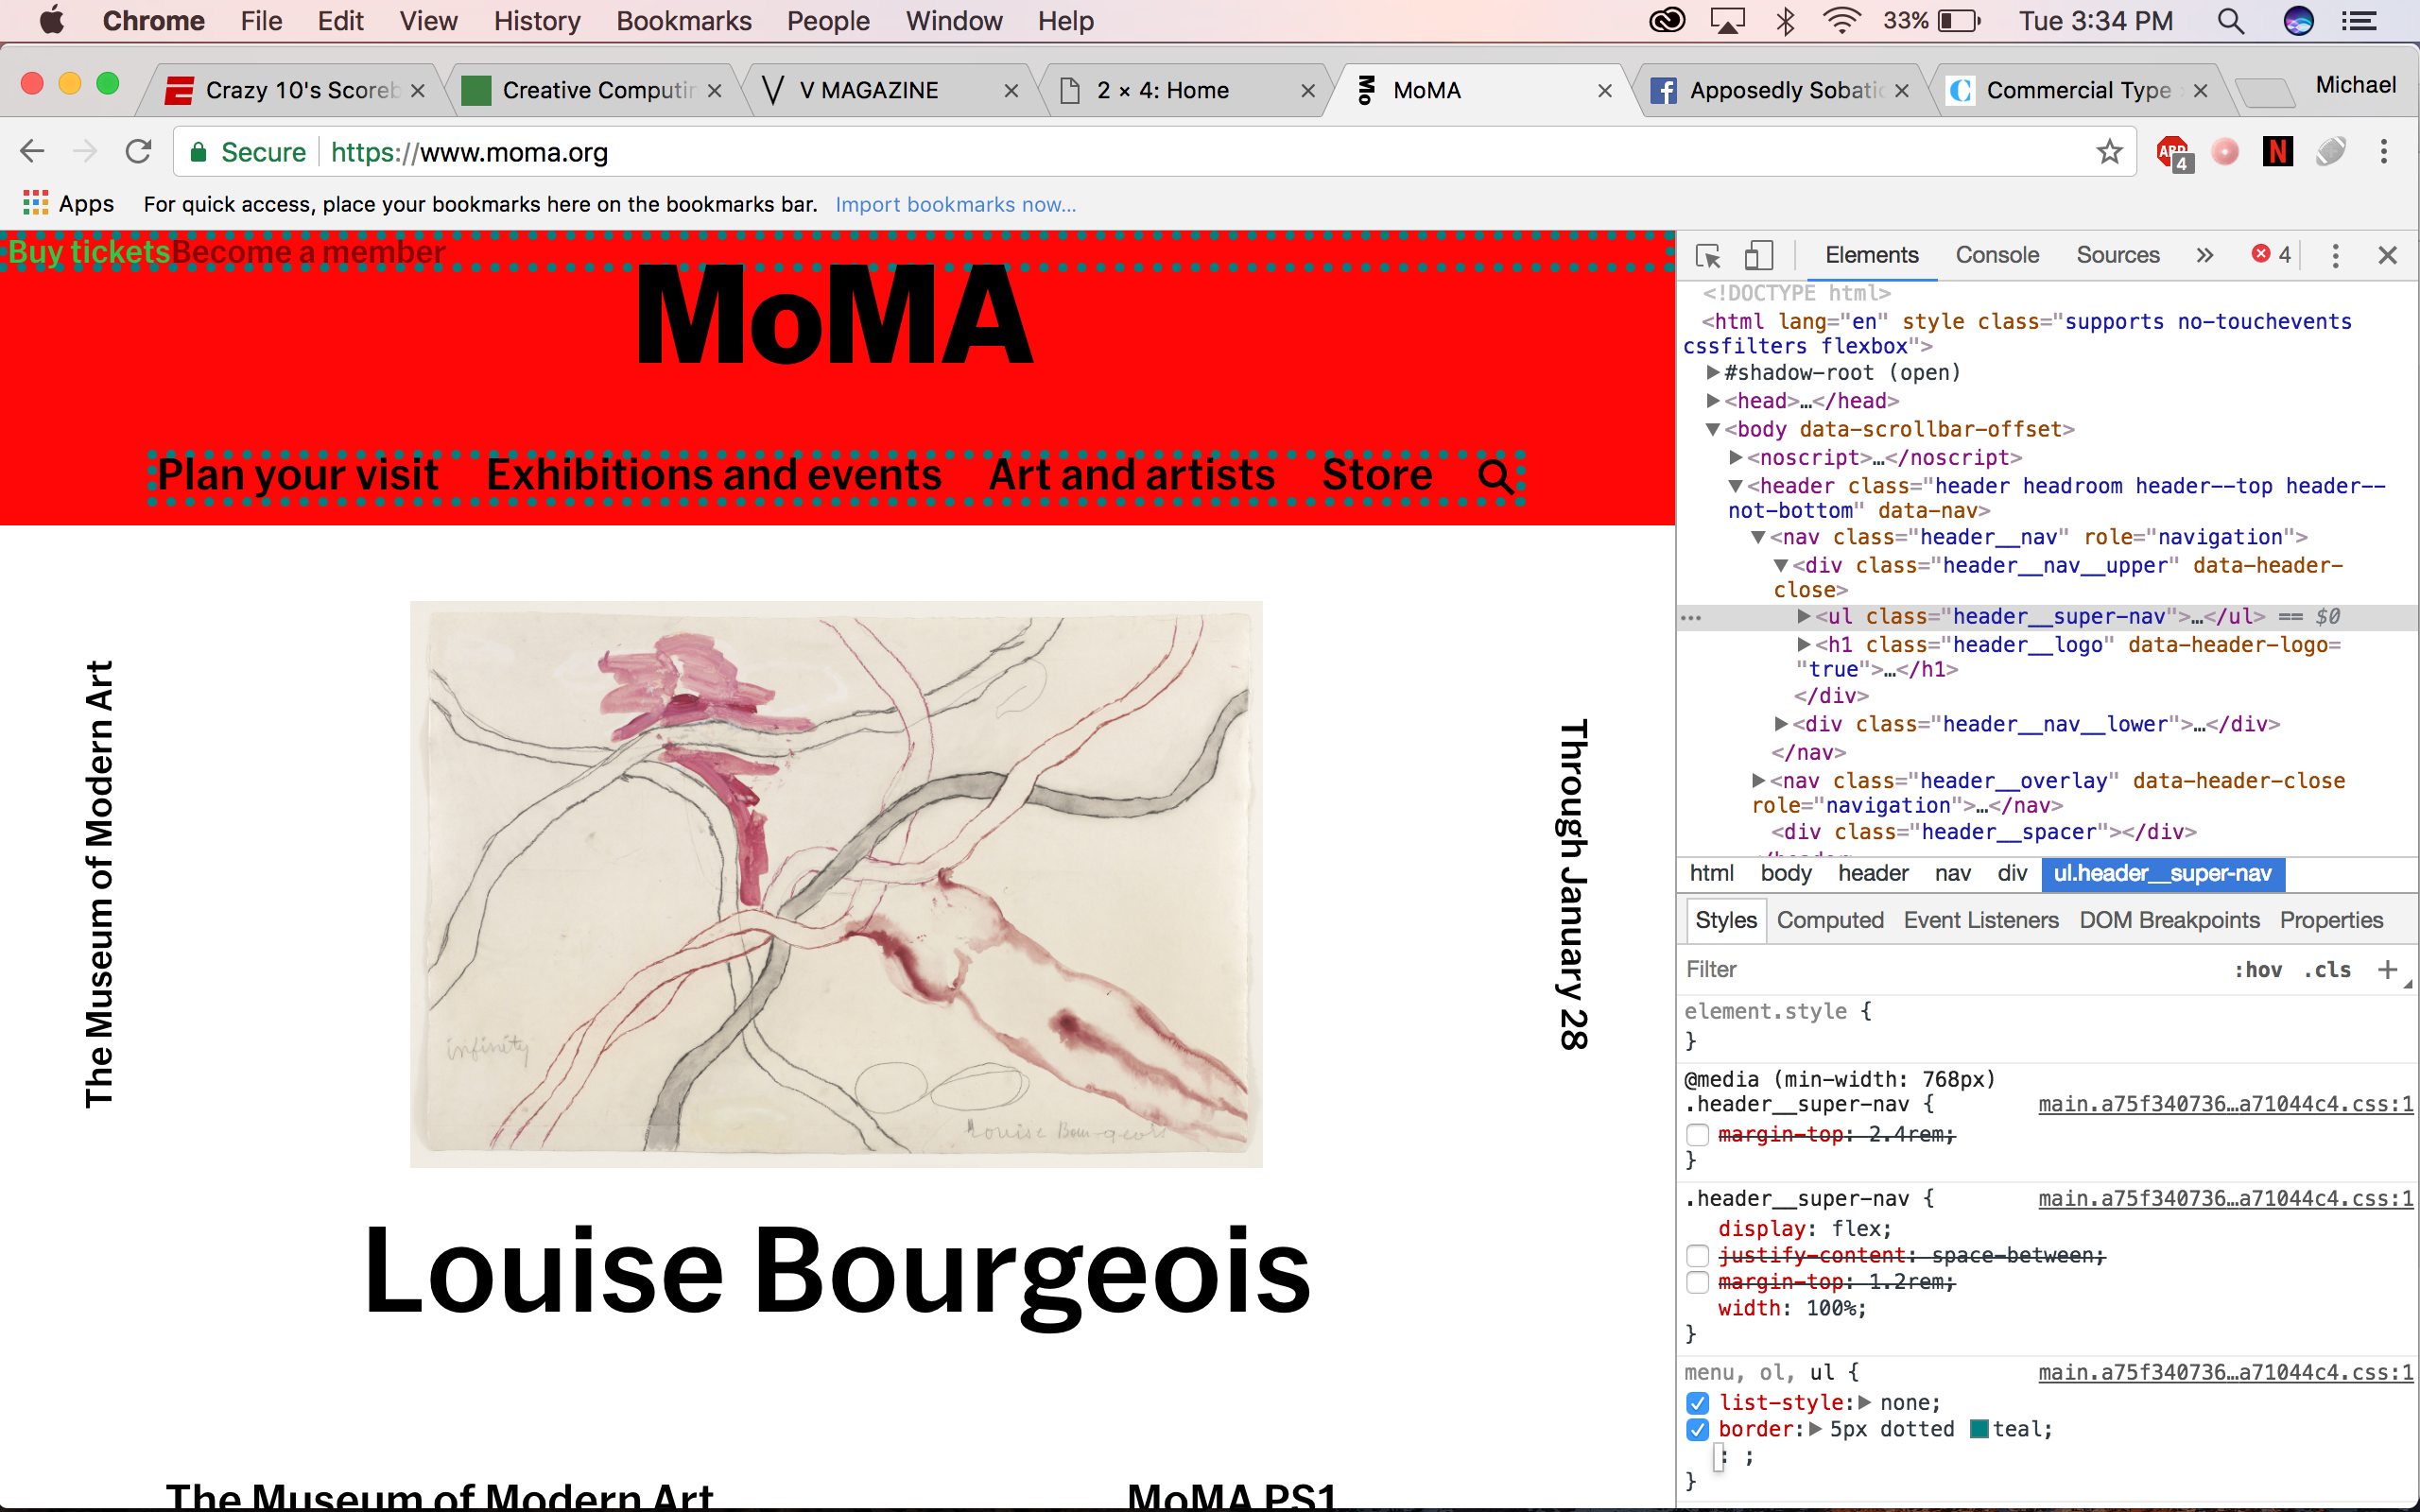 Chrome File Edit View History Bookmarks People Window Help 33% Tue 3:34 PM
Crazy 10's Scoreb Creative Computin V MAGAZINE 2 × 4: Home Mo MoMA Apposedly Sobatic Commercial Type Michael
Secure https://www.moma.org ABP 4 N
Apps For quick access, place your bookmarks here on the bookmarks bar. Import bookmarks now...
Buy tickets Become a member
MoMA
Plan your visit Exhibitions and events Art and artists Store
The Museum of Modern Art
infinity
Louise Bourgeois
Through January 28
Louise Bourgeois
The Museum of Modern Art MoMA PS1
Elements Console Sources » 4
<!DOCTYPE html>
<html lang="en" style class="supports no-touchevents
cssfilters flexbox">
#shadow-root (open)
<head>…</head>
<body data-scrollbar-offset>
<noscript>…</noscript>
<header class="header headroom header--top header--
not-bottom" data-nav>
<nav class="header__nav" role="navigation">
<div class="header__nav__upper" data-header-
close>
… <ul class="header__super-nav">…</ul> == $0
<h1 class="header__logo" data-header-logo=
"true">…</h1>
</div>
<div class="header__nav__lower">…</div>
</nav>
<nav class="header__overlay" data-header-close
role="navigation">…</nav>
<div class="header__spacer"></div>
html body header nav div ul.header__super-nav
Styles Computed Event Listeners DOM Breakpoints Properties
Filter :hov .cls +
element.style {
}
@media (min-width: 768px)
.header__super-nav { main.a75f340736…a71044c4.css:1
margin-top: 2.4rem;
}
.header__super-nav { main.a75f340736…a71044c4.css:1
display: flex;
justify-content: space-between;
margin-top: 1.2rem;
width: 100%;
}
menu, ol, ul { main.a75f340736…a71044c4.css:1
list-style: none;
border: 5px dotted teal;
: ;
}